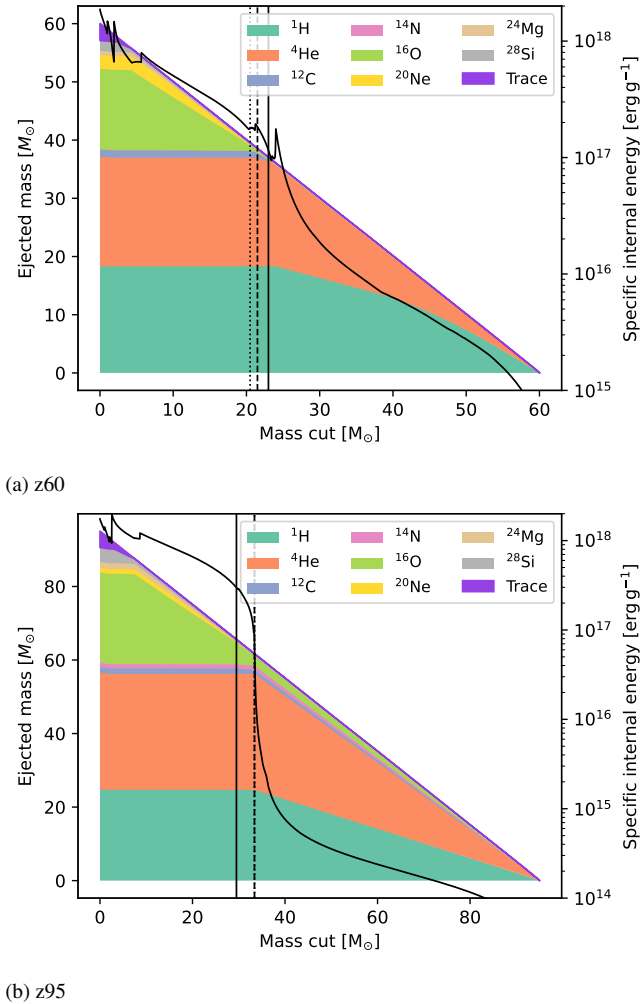 ¹H ¹⁴N ²⁴Mg
⁴He ¹⁶O ²⁸Si
¹²C ²⁰Ne Trace
60
50
40
30
20
10
0
Ejected mass [M⊙]
10¹⁸
10¹⁷
10¹⁶
10¹⁵
Specific internal energy [erg g⁻¹]
0 10 20 30 40 50 60
Mass cut [M⊙]
(a) z60
¹H ¹⁴N ²⁴Mg
⁴He ¹⁶O ²⁸Si
¹²C ²⁰Ne Trace
80
60
40
20
0
Ejected mass [M⊙]
10¹⁸
10¹⁷
10¹⁶
10¹⁵
10¹⁴
Specific internal energy [erg g⁻¹]
0 20 40 60 80
Mass cut [M⊙]
(b) z95